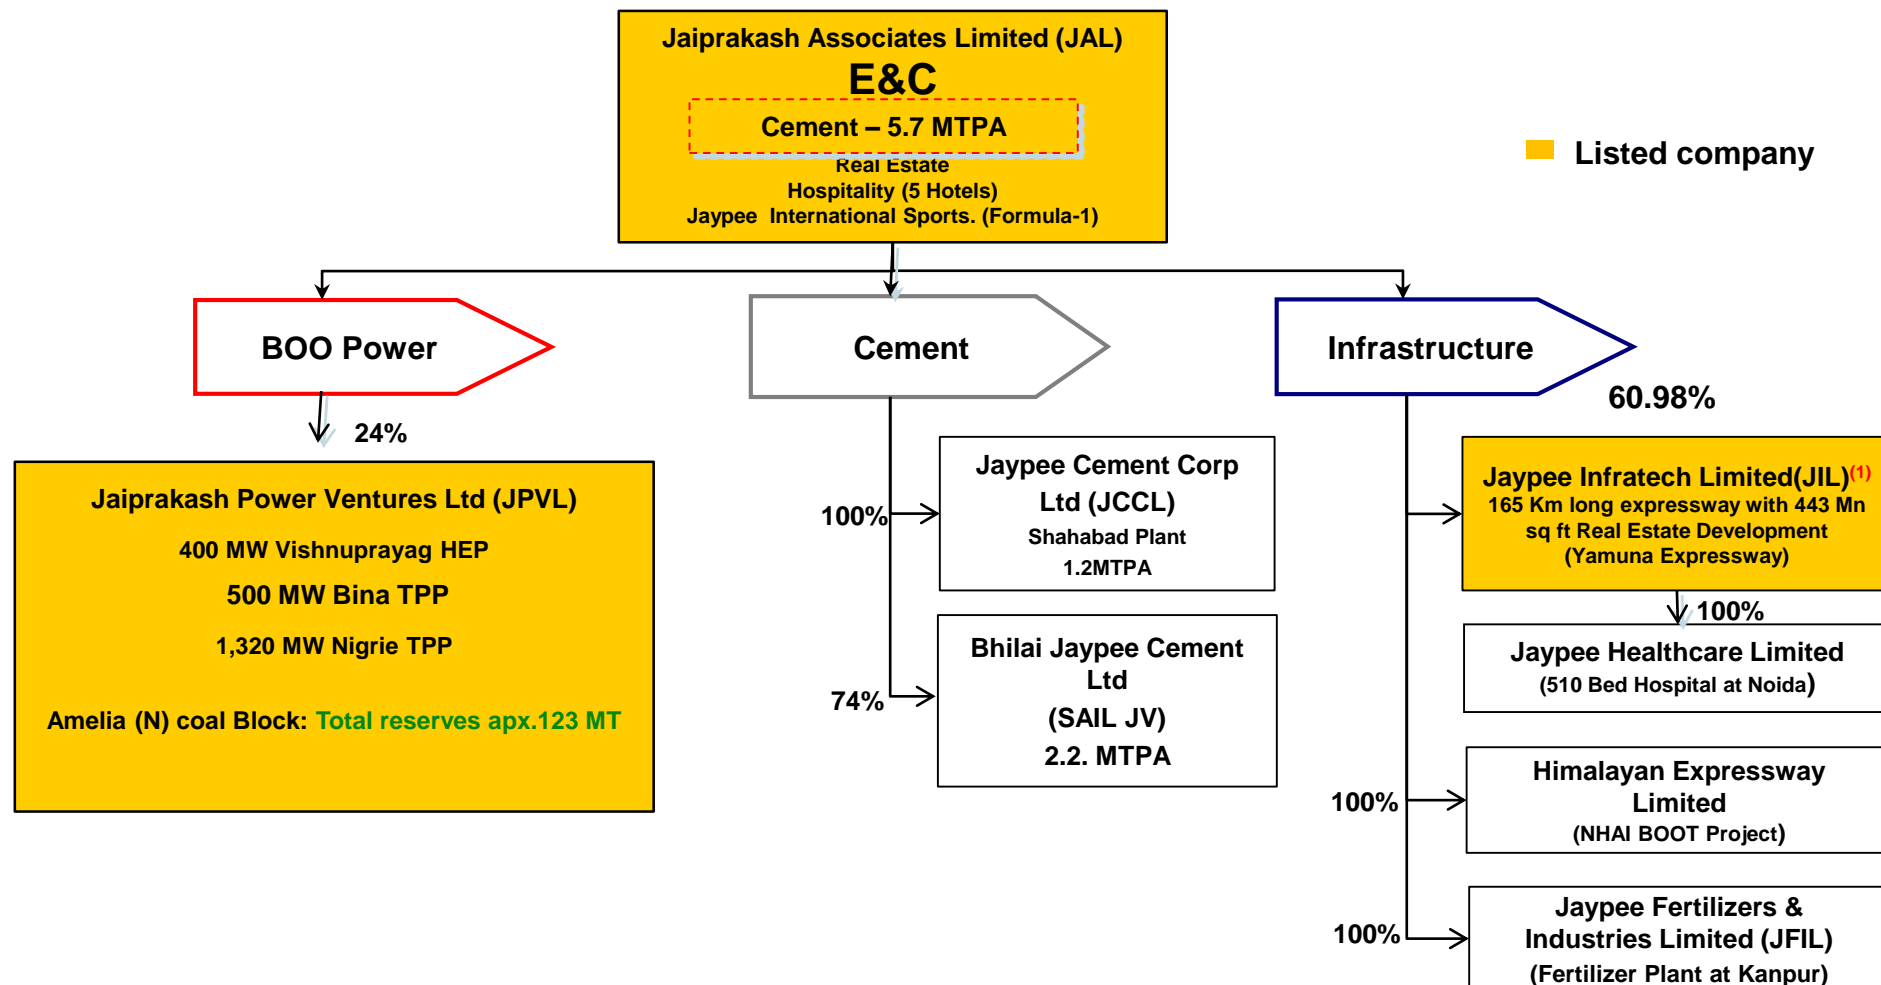 Jaiprakash Associates Limited (JAL)
E&C
Cement – 5.7 MTPA
Real Estate
Hospitality (5 Hotels)
Jaypee International Sports. (Formula-1)
Listed company
BOO Power
Cement
Infrastructure
24%
Jaiprakash Power Ventures Ltd (JPVL)
400 MW Vishnuprayag HEP
500 MW Bina TPP
1,320 MW Nigrie TPP
Amelia (N) coal Block: Total reserves apx.123 MT
100%
Jaypee Cement Corp
Ltd (JCCL)
Shahabad Plant
1.2MTPA
74%
Bhilai Jaypee Cement
Ltd
(SAIL JV)
2.2. MTPA
60.98%
Jaypee Infratech Limited(JIL)(1)
165 Km long expressway with 443 Mn
sq ft Real Estate Development
(Yamuna Expressway)
100%
Jaypee Healthcare Limited
(510 Bed Hospital at Noida)
100%
Himalayan Expressway
Limited
(NHAI BOOT Project)
100%
Jaypee Fertilizers &
Industries Limited (JFIL)
(Fertilizer Plant at Kanpur)